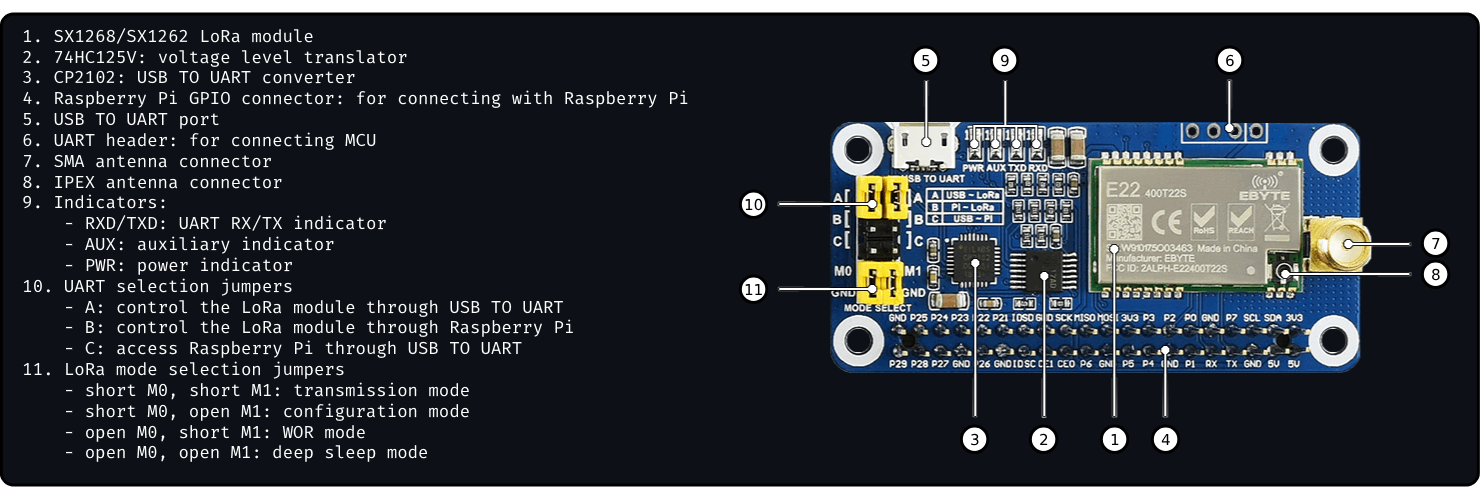 1. SX1268/SX1262 LoRa module
2. 74HC125V: voltage level translator
3. CP2102: USB TO UART converter
4. Raspberry Pi GPIO connector: for connecting with Raspberry Pi
5. USB TO UART port
6. UART header: for connecting MCU
7. SMA antenna connector
8. IPEX antenna connector
9. Indicators:
- RXD/TXD: UART RX/TX indicator
- AUX: auxiliary indicator
- PWR: power indicator
10. UART selection jumpers
- A: control the LoRa module through USB TO UART
- B: control the LoRa module through Raspberry Pi
- C: access Raspberry Pi through USB TO UART
11. LoRa mode selection jumpers
- short M0, short M1: transmission mode
- short M0, open M1: configuration mode
- open M0, short M1: WOR mode
- open M0, open M1: deep sleep mode
5
9
6
PWR AUX TXD RXD
USB TO UART
10
A
A
B
B
C
C
A USB ~ LoRa
B Pi ~ LoRa
C USB ~ Pi
E22 400T22S
EBYTE
CE
RoHS
REACH
Made in China
Manufacturer: EBYTE
ID: 2ALPH-E22400T22S
7
8
11
M0
M1
GND
GND
MODE SELECT
GND P25 P24 P23 P22 P21 IDSD GND SCK MISO MOSI 3V3 P3 P2 P0 GND P7 SCL SDA 3V3
P29 P28 P27 GND P26 GND IDSC CE1 CE0 P6 GND P5 P4 GND P1 RX TX GND 5V 5V
3
2
1
4